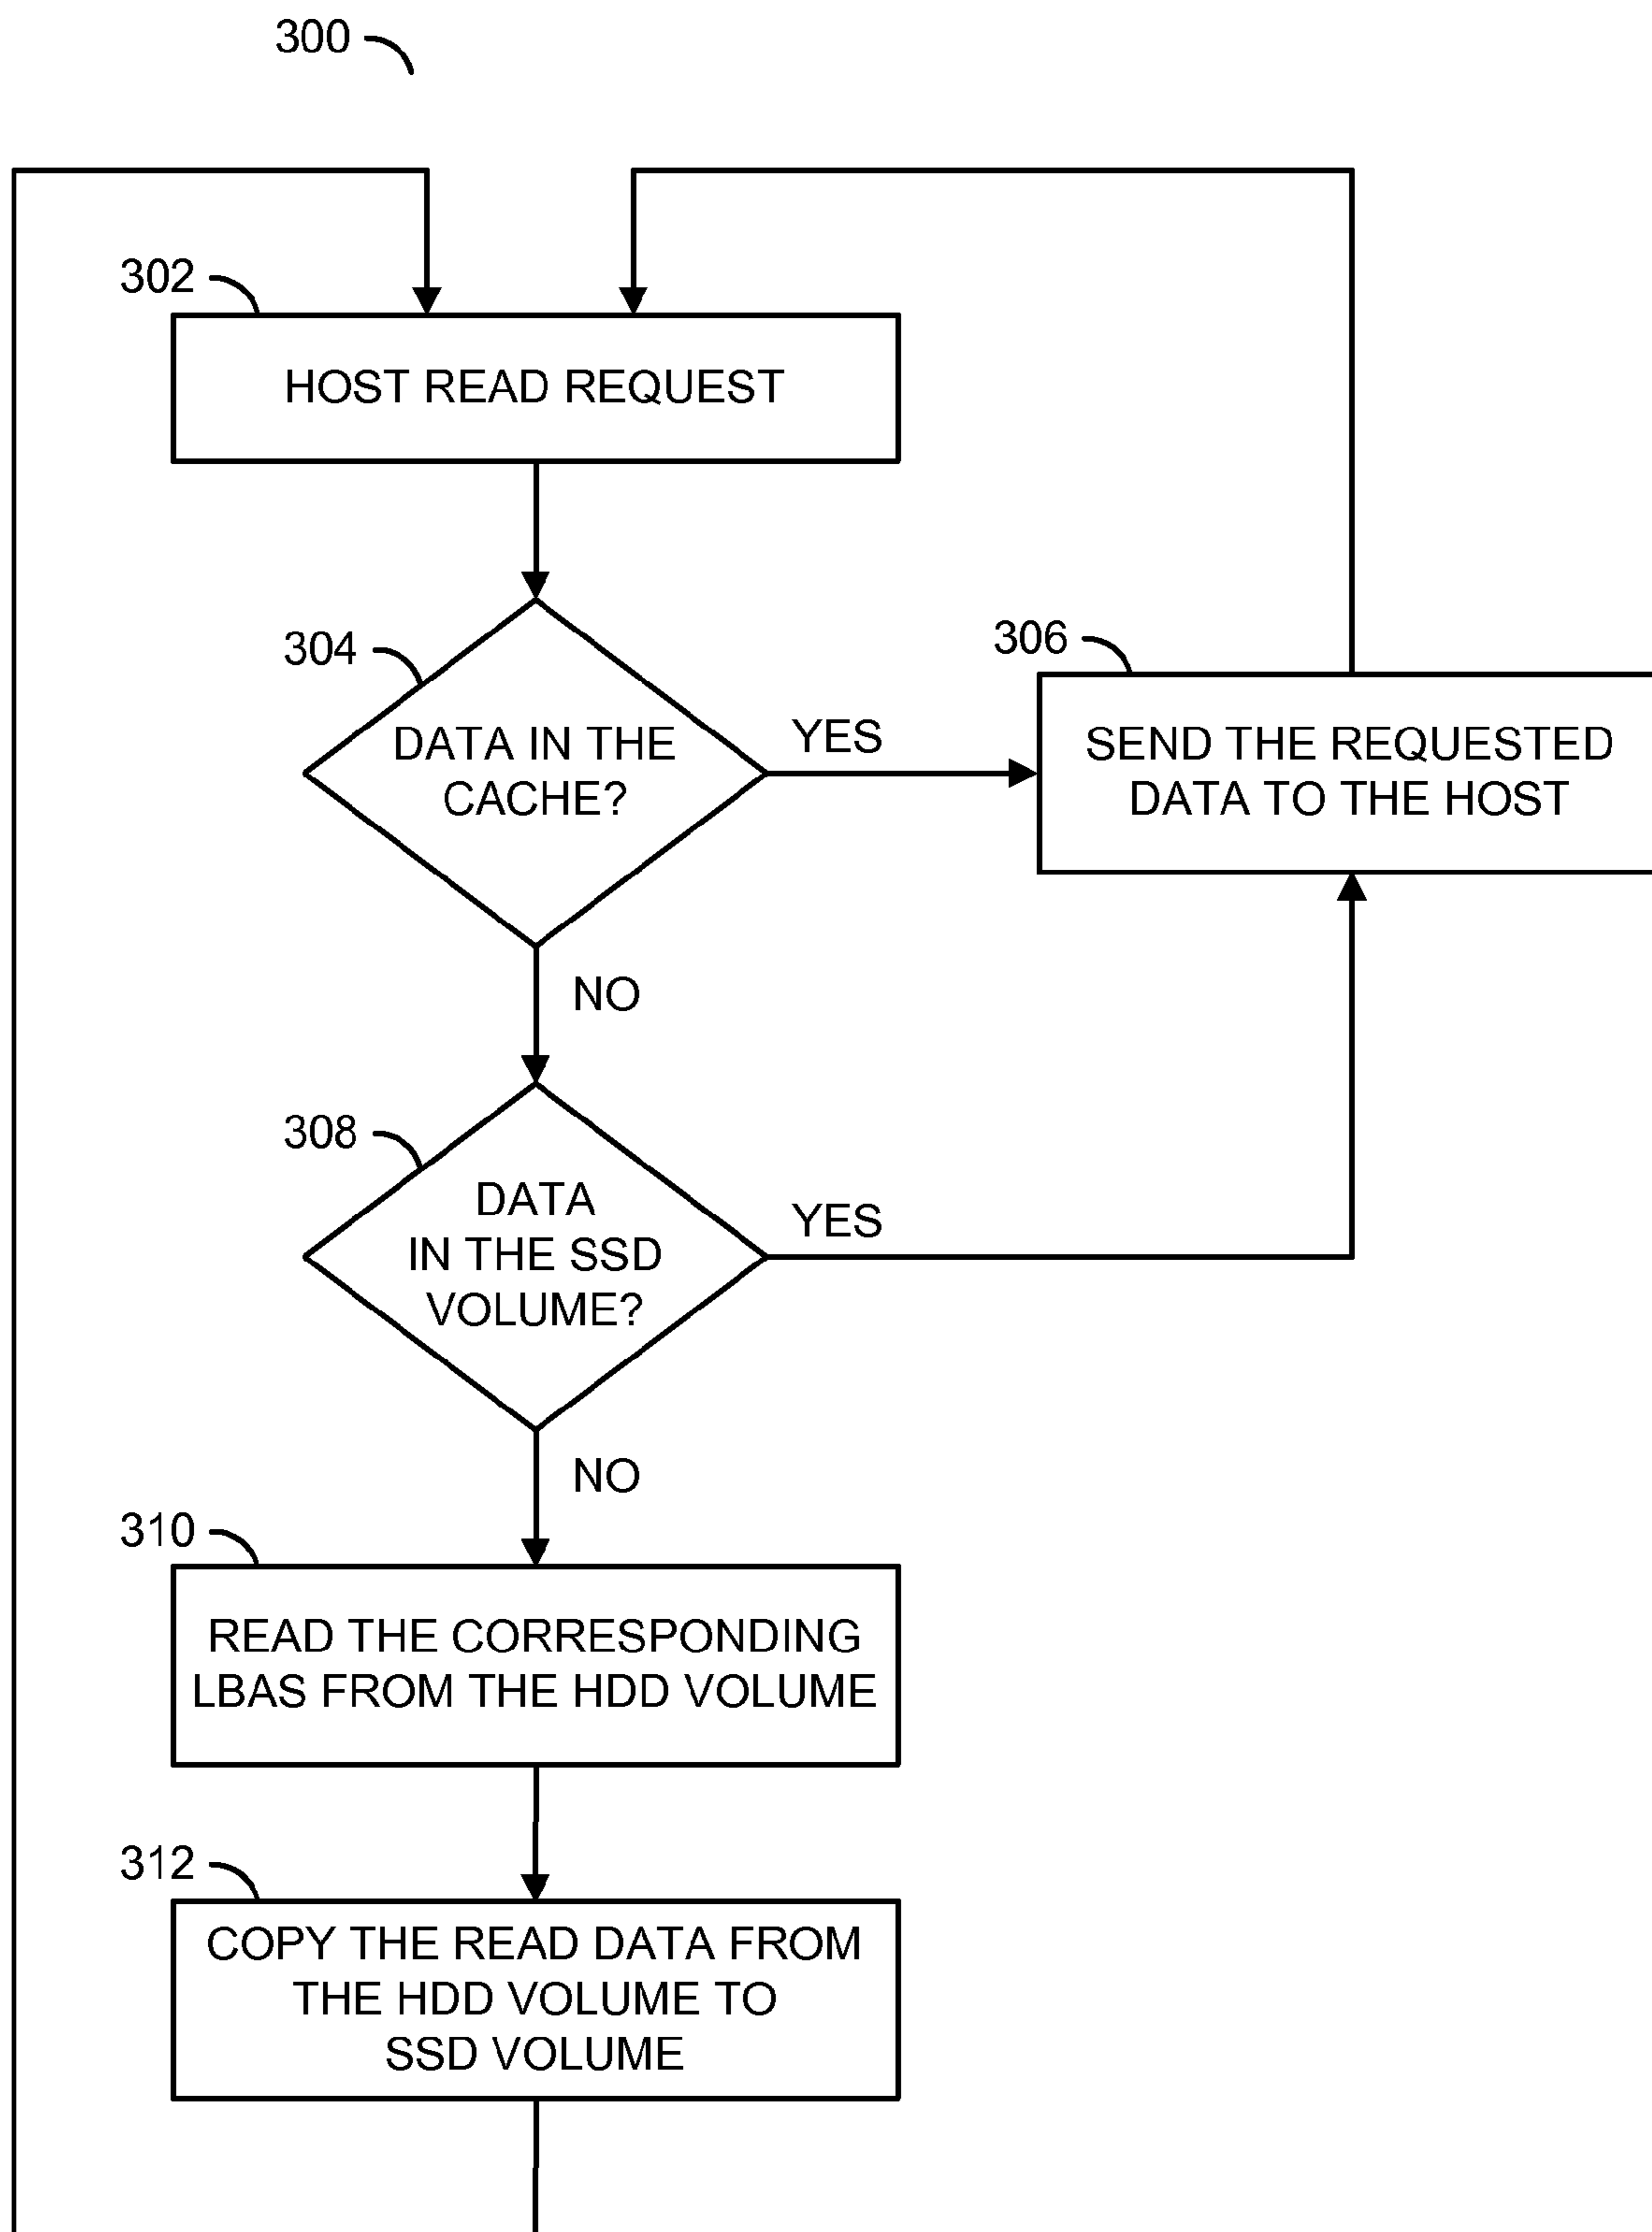 300
302
HOST READ REQUEST
304
DATA IN THE
CACHE?
YES
306
SEND THE REQUESTED
DATA TO THE HOST
NO
308
DATA
IN THE SSD
VOLUME?
YES
NO
310
READ THE CORRESPONDING
LBAS FROM THE HDD VOLUME
312
COPY THE READ DATA FROM
THE HDD VOLUME TO
SSD VOLUME